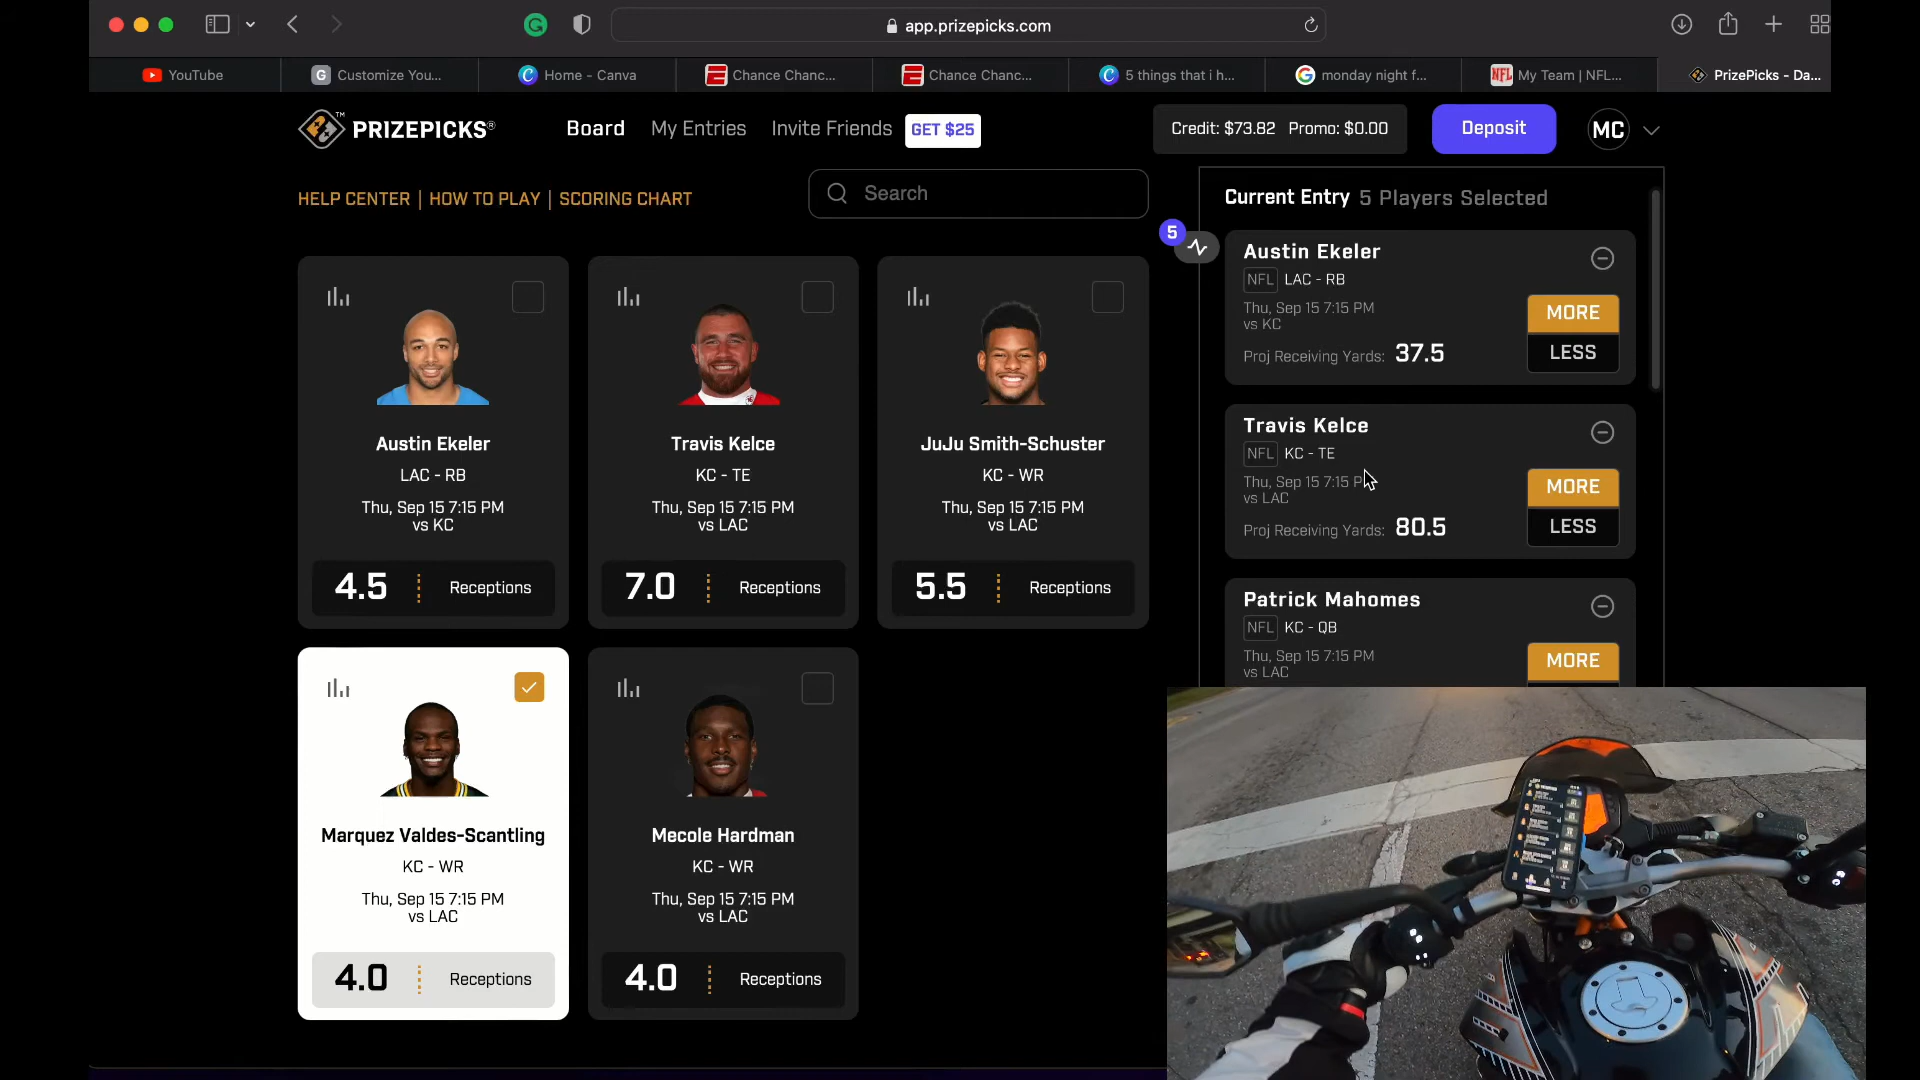 app.prizepicks.com
YouTube
Customize You...
Home - Canva
Chance Chanc...
Chance Chanc...
5 things that i h...
monday night f...
My Team | NFL...
PrizePicks - Da...
PRIZEPICKS®
Board
My Entries
Invite Friends
GET $25
Credit: $73.82 Promo: $0.00
Deposit
MC
HELP CENTER | HOW TO PLAY | SCORING CHART
Search
Austin Ekeler
LAC - RB
Thu, Sep 15 7:15 PM
vs KC
4.5 Receptions
Travis Kelce
KC - TE
Thu, Sep 15 7:15 PM
vs LAC
7.0 Receptions
JuJu Smith-Schuster
KC - WR
Thu, Sep 15 7:15 PM
vs LAC
5.5 Receptions
Marquez Valdes-Scantling
KC - WR
Thu, Sep 15 7:15 PM
vs LAC
4.0 Receptions
Mecole Hardman
KC - WR
Thu, Sep 15 7:15 PM
vs LAC
4.0 Receptions
Current Entry 5 Players Selected
5
Austin Ekeler
NFL LAC - RB
Thu, Sep 15 7:15 PM
vs KC
Proj Receiving Yards: 37.5
MORE
LESS
Travis Kelce
NFL KC - TE
Thu, Sep 15 7:15 P
vs LAC
Proj Receiving Yards: 80.5
MORE
LESS
Patrick Mahomes
NFL KC - QB
Thu, Sep 15 7:15 PM
vs LAC
MORE